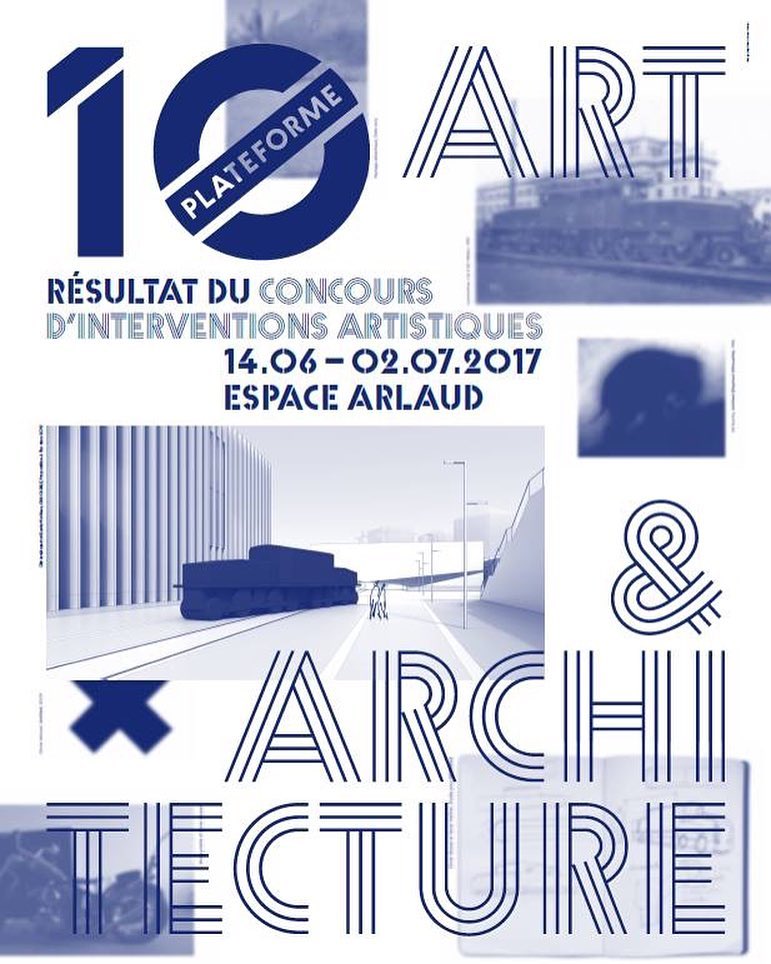 10
PLATEFORME
ART
RÉSULTAT DU CONCOURS
D'INTERVENTIONS ARTISTIQUES
14.06 – 02.07.2017
ESPACE ARLAUD
&
ARCHI
TECTURE